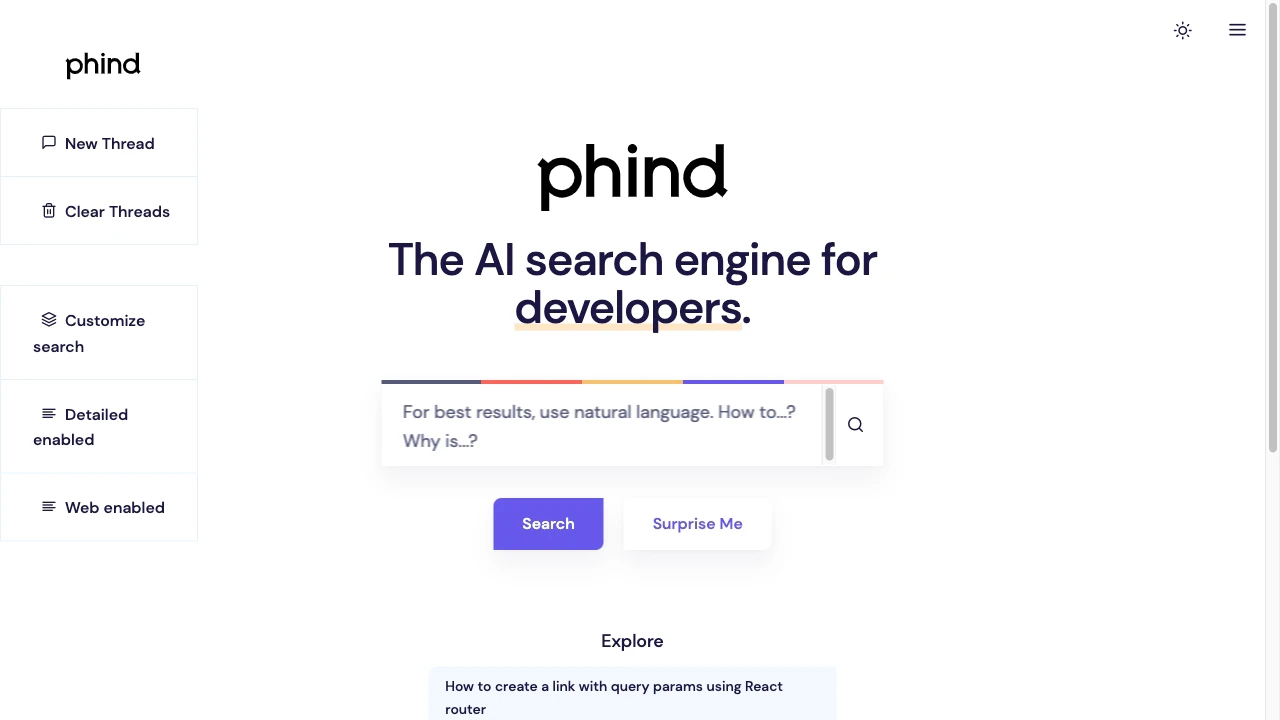 phind
New Thread
Clear Threads
Customize
search
Detailed
enabled
Web enabled
phind
The AI search engine for
developers.
For best results, use natural language. How to...?
Why is...?
Search
Surprise Me
Explore
How to create a link with query params using React
router